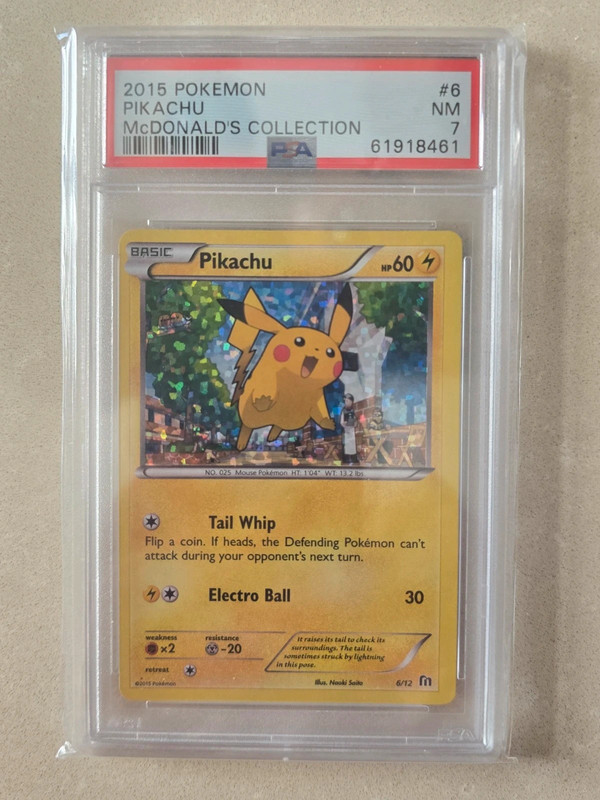 2015 POKEMON #6
PIKACHU NM
McDONALD'S COLLECTION 7
PSA 61918461
BASIC Pikachu HP60
NO. 025 Mouse Pokémon HT: 1'04" WT: 13.2 lbs.
Tail Whip
Flip a coin. If heads, the Defending Pokémon can't
attack during your opponent's next turn.
Electro Ball 30
weakness resistance
×2 -20
retreat
It raises its tail to check its
surroundings. The tail is
sometimes struck by lightning
in this pose.
©2015 Pokémon Illus. Naoki Saito 6/12
PSA